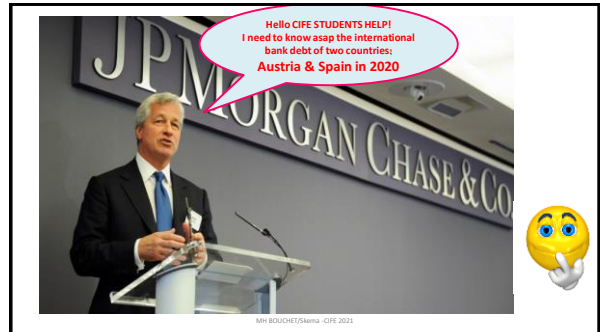 Hello CIFE STUDENTS HELP!
I need to know asap the international
bank debt of two countries:
Austria & Spain in 2020
JPMORGAN CHASE & CO.
MH BOUCHET/Skema -CIFE 2021